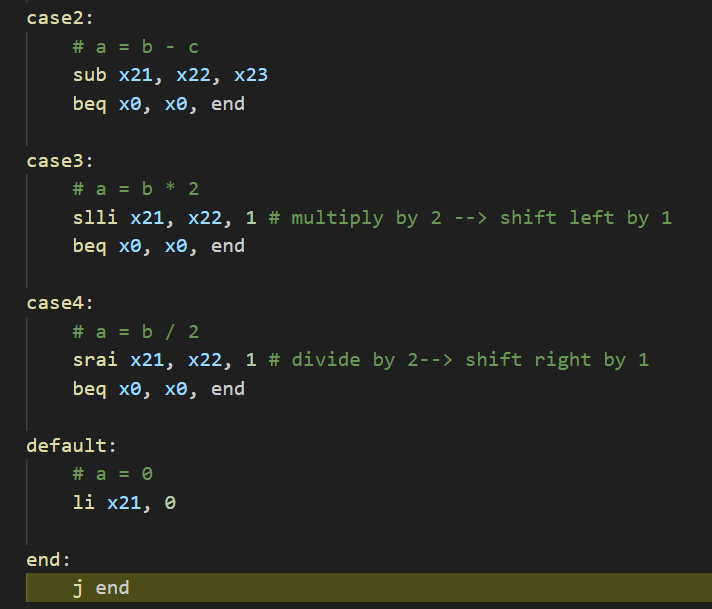 case2:
# a = b - c
sub x21, x22, x23
beq x0, x0, end
case3:
# a = b * 2
slli x21, x22, 1 # multiply by 2 --> shift left by 1
beq x0, x0, end
case4:
# a = b / 2
srai x21, x22, 1 # divide by 2--> shift right by 1
beq x0, x0, end
default:
# a = 0
li x21, 0
end:
j end